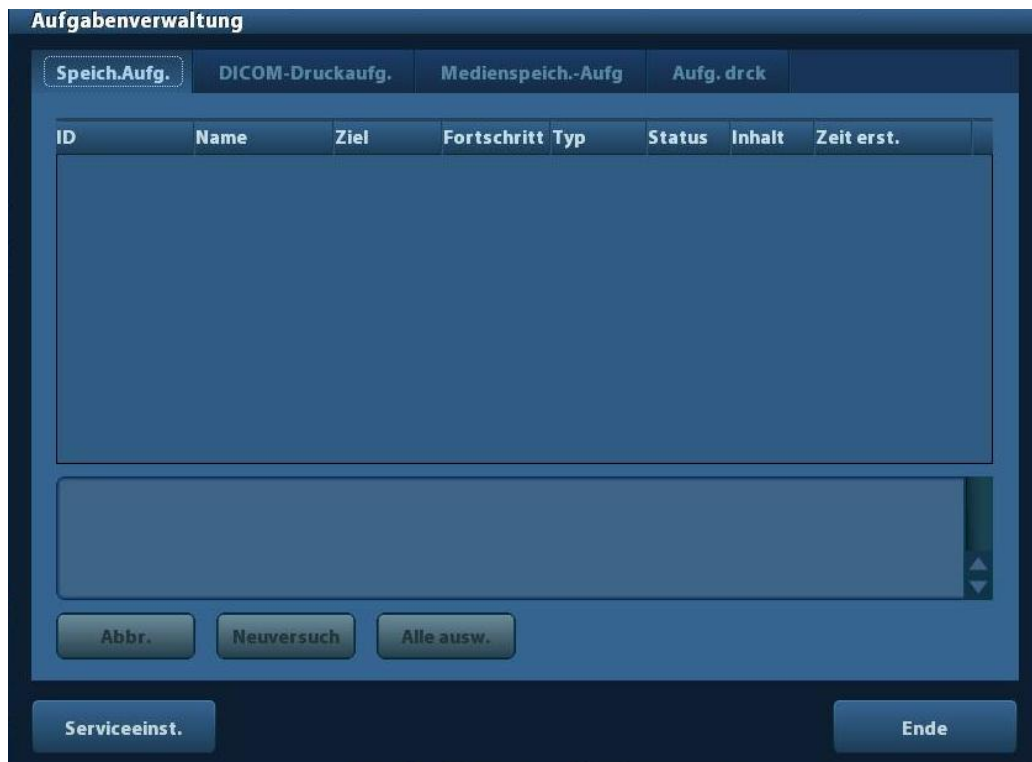 Aufgabenverwaltung
Speich.Aufg. DICOM-Druckaufg. Medienspeich.-Aufg Aufg. drck
ID Name Ziel Fortschritt Typ Status Inhalt Zeit erst.
Abbr. Neuversuch Alle ausw.
Serviceeinst. Ende